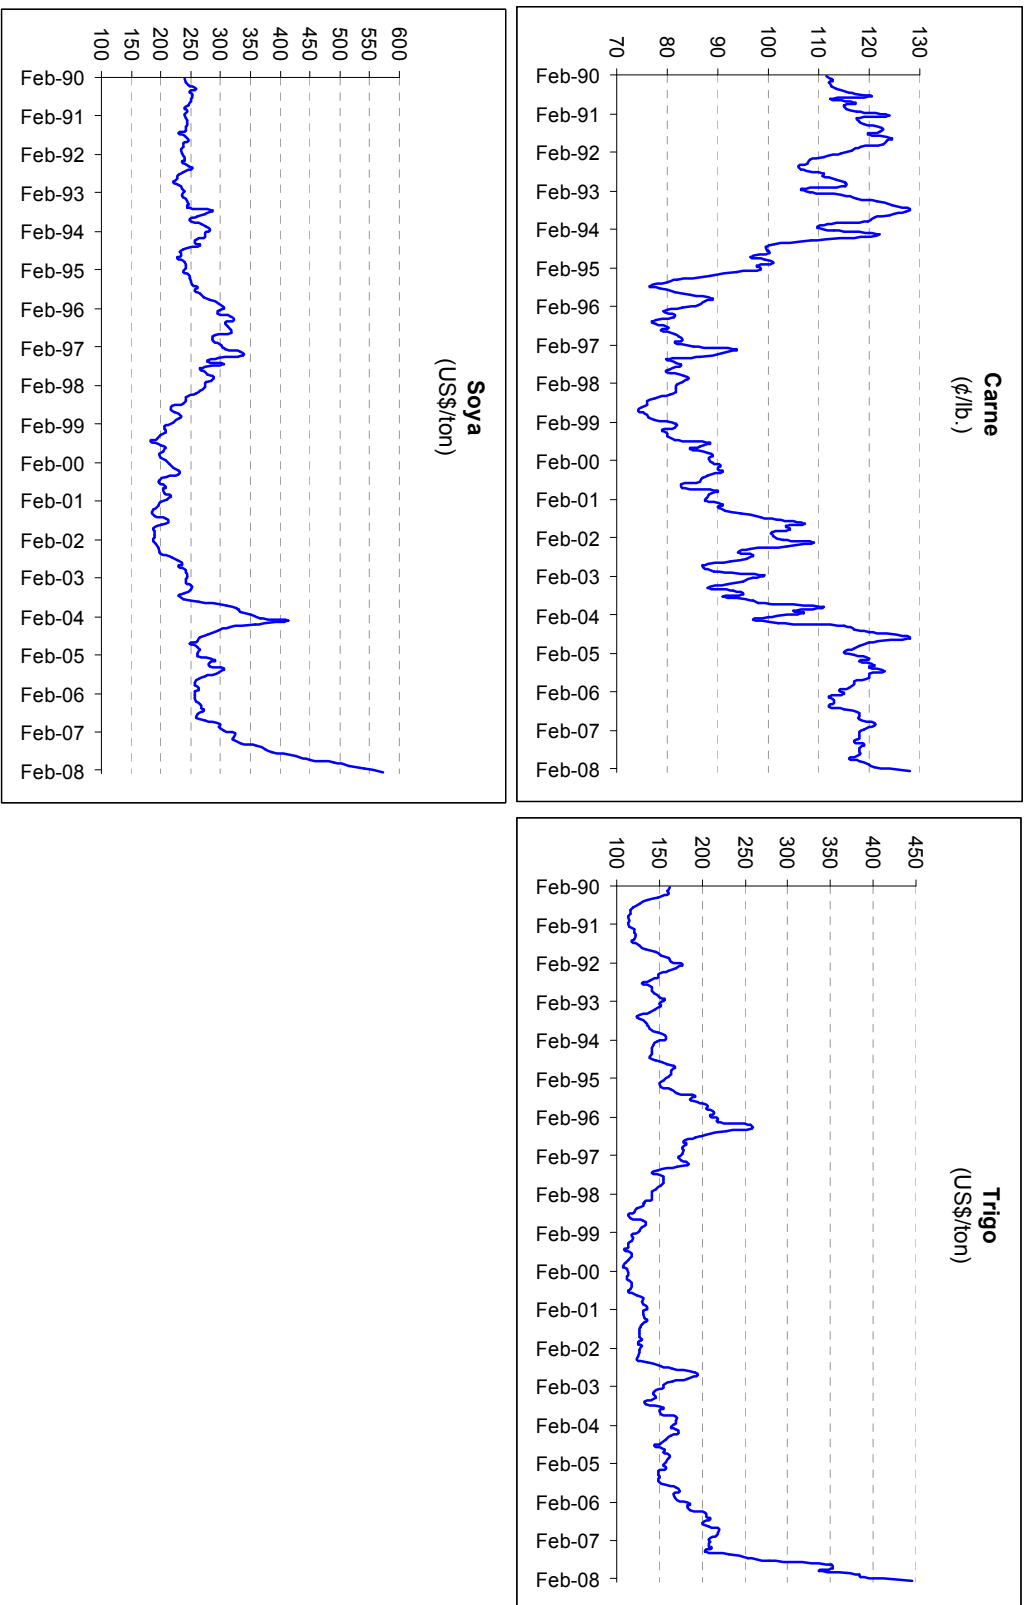 Carne
(¢/lb.)
130
120
110
100
90
80
70
Feb-90
Feb-91
Feb-92
Feb-93
Feb-94
Feb-95
Feb-96
Feb-97
Feb-98
Feb-99
Feb-00
Feb-01
Feb-02
Feb-03
Feb-04
Feb-05
Feb-06
Feb-07
Feb-08
Trigo
(US$/ton)
450
400
350
300
250
200
150
100
Feb-90
Feb-91
Feb-92
Feb-93
Feb-94
Feb-95
Feb-96
Feb-97
Feb-98
Feb-99
Feb-00
Feb-01
Feb-02
Feb-03
Feb-04
Feb-05
Feb-06
Feb-07
Feb-08
Soya
(US$/ton)
600
550
500
450
400
350
300
250
200
150
100
Feb-90
Feb-91
Feb-92
Feb-93
Feb-94
Feb-95
Feb-96
Feb-97
Feb-98
Feb-99
Feb-00
Feb-01
Feb-02
Feb-03
Feb-04
Feb-05
Feb-06
Feb-07
Feb-08